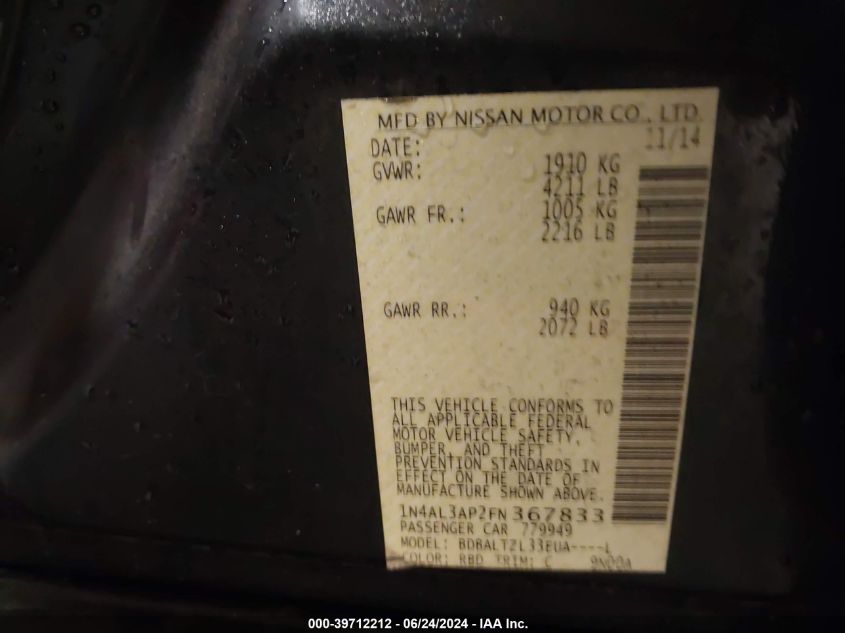 MFD BY NISSAN MOTOR CO., LTD.
DATE: 11/14
GVWR: 1910 KG
4211 LB
GAWR FR.: 1005 KG
2216 LB
GAWR RR.: 940 KG
2072 LB
THIS VEHICLE CONFORMS TO
ALL APPLICABLE FEDERAL
MOTOR VEHICLE SAFETY,
BUMPER, AND THEFT
PREVENTION STANDARDS IN
EFFECT ON THE DATE OF
MANUFACTURE SHOWN ABOVE.
1N4AL3AP2FN367833
PASSENGER CAR 779949
MODEL: BDBALTZL33EUA----L
COLOR: RBD TRIM: C
000-39712212 - 06/24/2024 - IAA Inc.